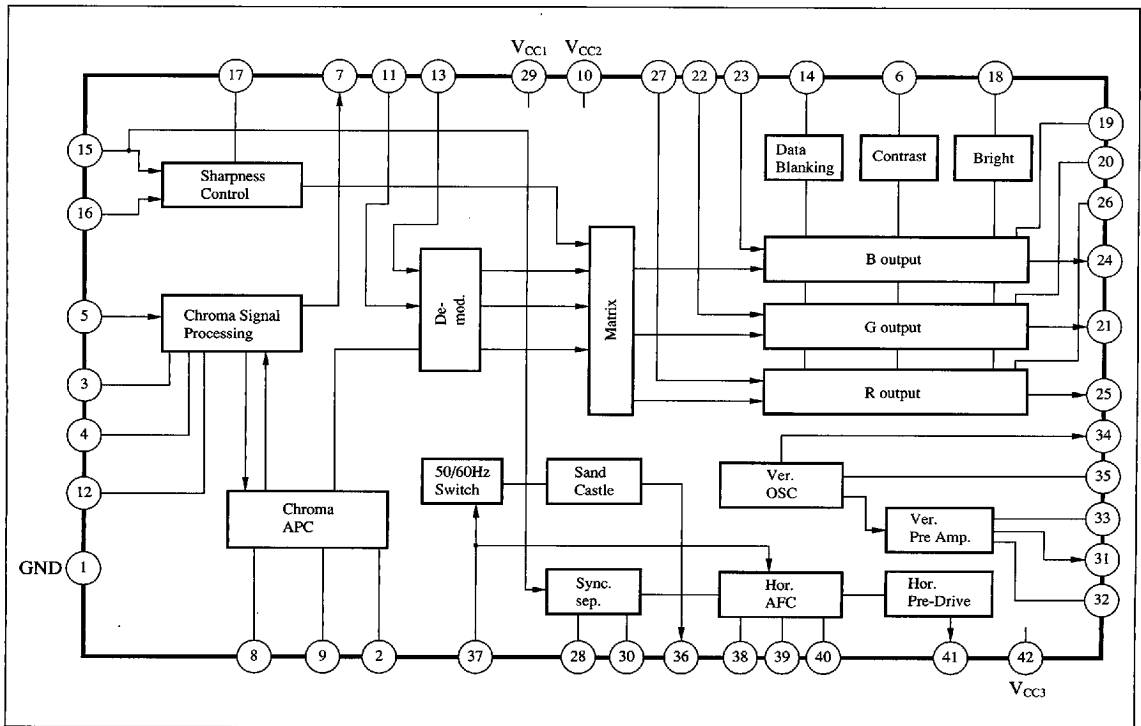 V_CC1 V_CC2
17 7 11 13 29 10 27 22 23 14 6 18
19
15
Data
Blanking
Contrast
Bright
20
Sharpness
Control
16
26
B output
24
De-
mod.
Matrix
5
Chroma Signal
Processing
G output
21
3
R output
25
4
34
50/60Hz
Switch
Sand
Castle
Ver.
OSC
35
12
Chroma
APC
Ver.
Pre Amp.
33
31
GND 1
Sync.
sep.
Hor.
AFC
Hor.
Pre-Drive
32
8 9 2 37 28 30 36 38 39 40 41 42
V_CC3